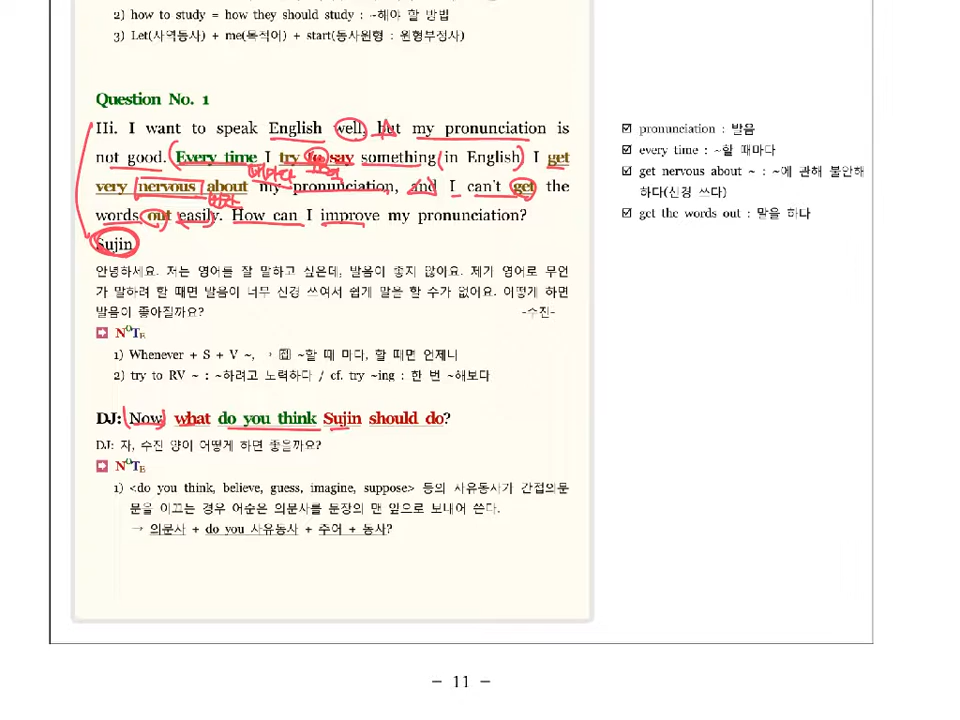 2) how to study = how they should study : ~해야 할 방법
3) Let(사역동사) + me(목적어) + start(동사원형 : 원형부정사)
Question No. 1
Hi. I want to speak English well, but my pronunciation is
not good. Every time I try to say something in English, I get
very nervous about my pronunciation, and I can't get the
words out easily. How can I improve my pronunciation?
Sujin
안녕하세요. 저는 영어를 잘 말하고 싶은데, 발음이 좋지 않아요. 제가 영어로 무언
가 말하려 할 때면 발음이 너무 신경 쓰여서 쉽게 말을 할 수가 없어요. 어떻게 하면
발음이 좋아질까요? -수진-
NOTE
1) Whenever + S + V ~, → ~할 때 마다, 할 때면 언제나
2) try to RV ~ : ~하려고 노력하다 / cf. try ~ing : 한 번 ~해보다
DJ: Now, what do you think Sujin should do?
DJ: 자, 수진 양이 어떻게 하면 좋을까요?
NOTE
1) <do you think, believe, guess, imagine, suppose> 등의 사유동사가 간접의문
문을 이끄는 경우 어순은 의문사를 문장의 맨 앞으로 보내어 쓴다.
→ 의문사 + do you 사유동사 + 주어 + 동사?
☑ pronunciation : 발음
☑ every time : ~할 때마다
☑ get nervous about ~ : ~에 관해 불안해
하다(신경 쓰다)
☑ get the words out : 말을 하다
- 11 -